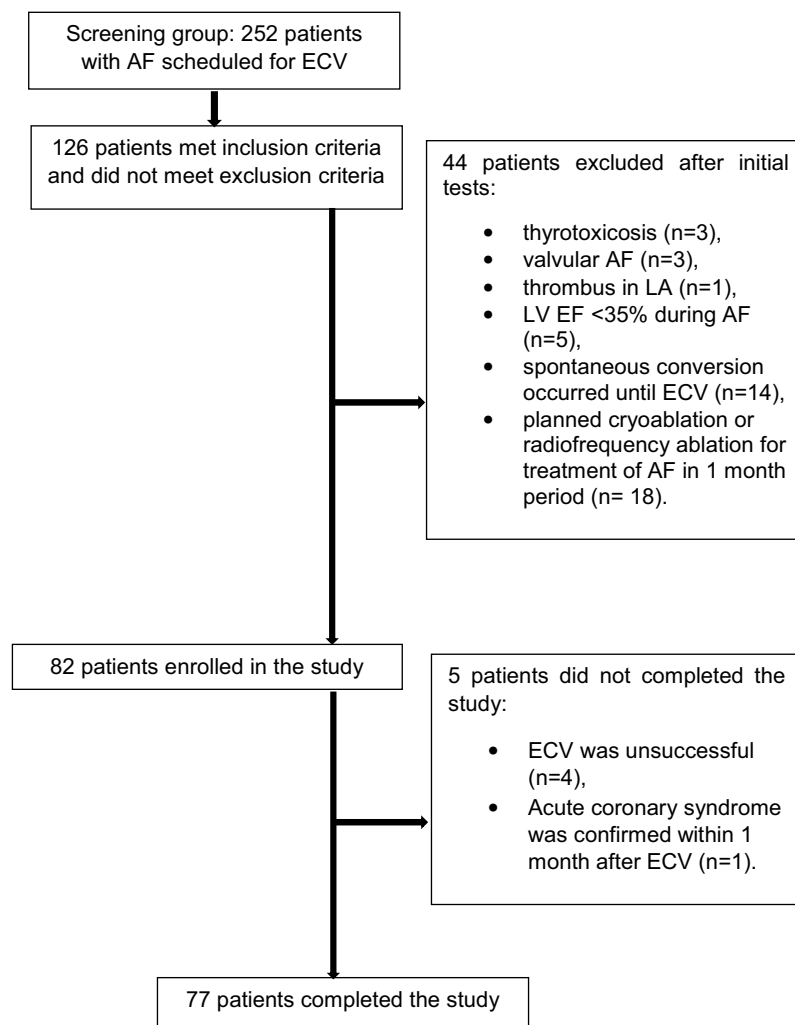 Screening group: 252 patients
with AF scheduled for ECV
126 patients met inclusion criteria
and did not meet exclusion criteria
44 patients excluded after initial
tests:
• thyrotoxicosis (n=3),
• valvular AF (n=3),
• thrombus in LA (n=1),
• LV EF <35% during AF
(n=5),
• spontaneous conversion
occurred until ECV (n=14),
• planned cryoablation or
radiofrequency ablation for
treatment of AF in 1 month
period (n= 18).
82 patients enrolled in the study
5 patients did not completed the
study:
• ECV was unsuccessful
(n=4),
• Acute coronary syndrome
was confirmed within 1
month after ECV (n=1).
77 patients completed the study